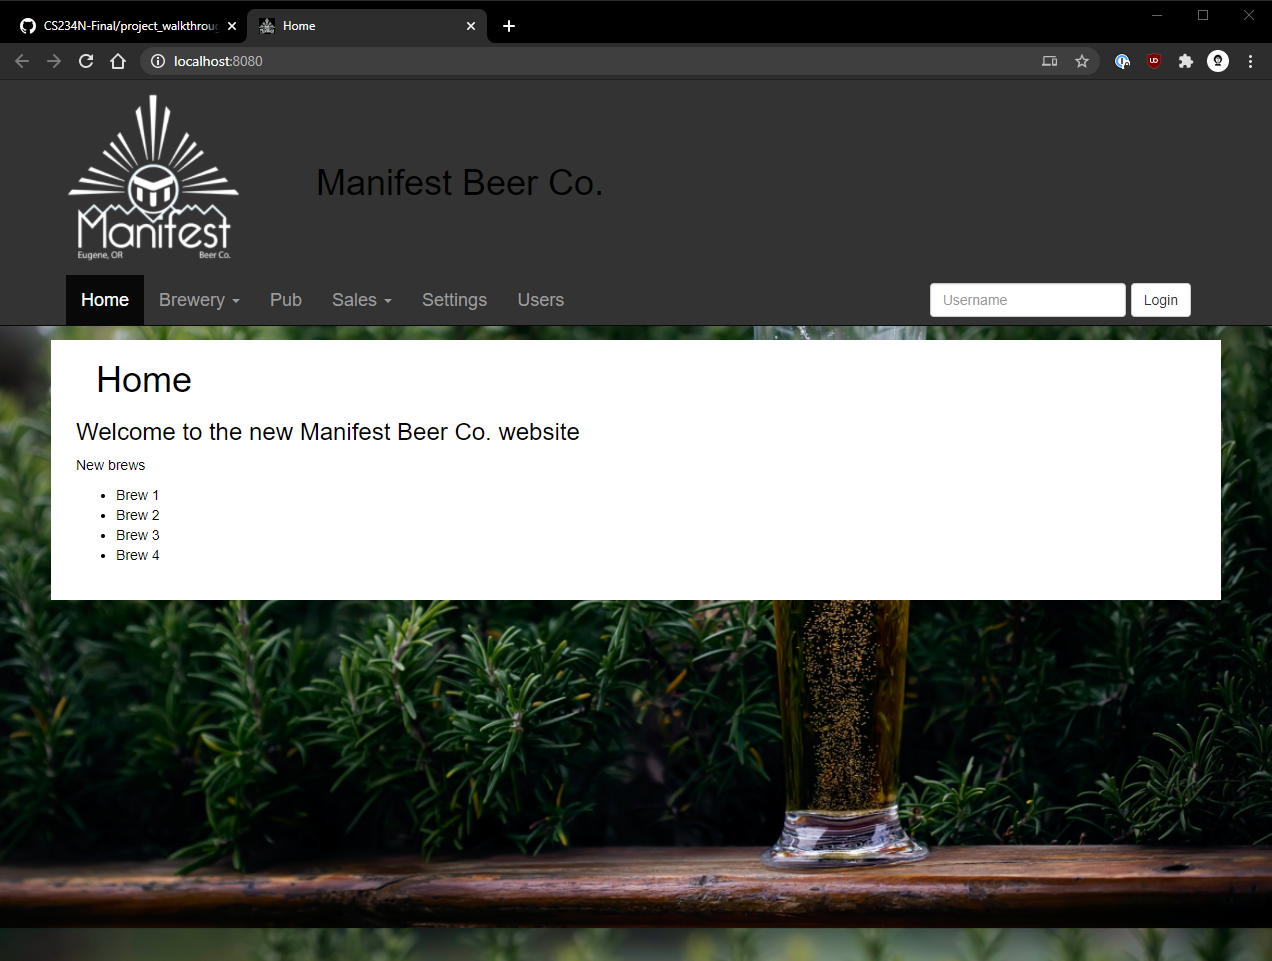 CS234N-Final/project_walkthroug
Home
localhost:8080
UD
Manifest
Eugene, OR Beer Co.
Manifest Beer Co.
Home Brewery Pub Sales Settings Users Username Login
Home
Welcome to the new Manifest Beer Co. website
New brews
Brew 1
Brew 2
Brew 3
Brew 4